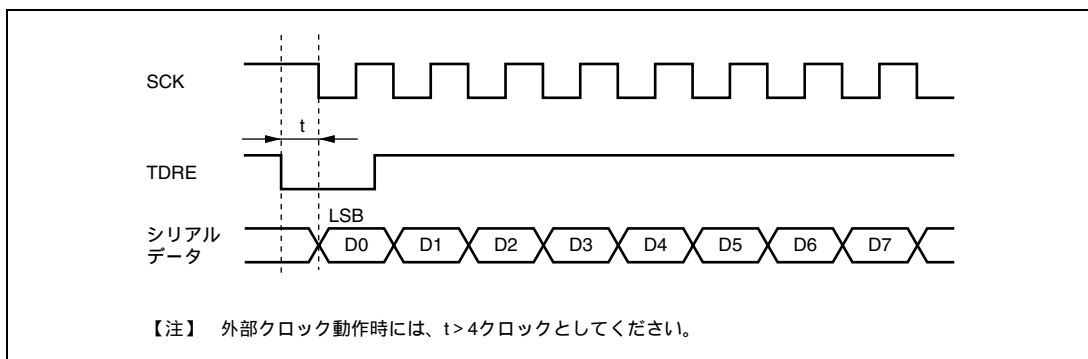 SCK
t
TDRE
LSB
シリアル
データ
D0 D1 D2 D3 D4 D5 D6 D7
【注】 外部クロック動作時には、t > 4クロックとしてください。